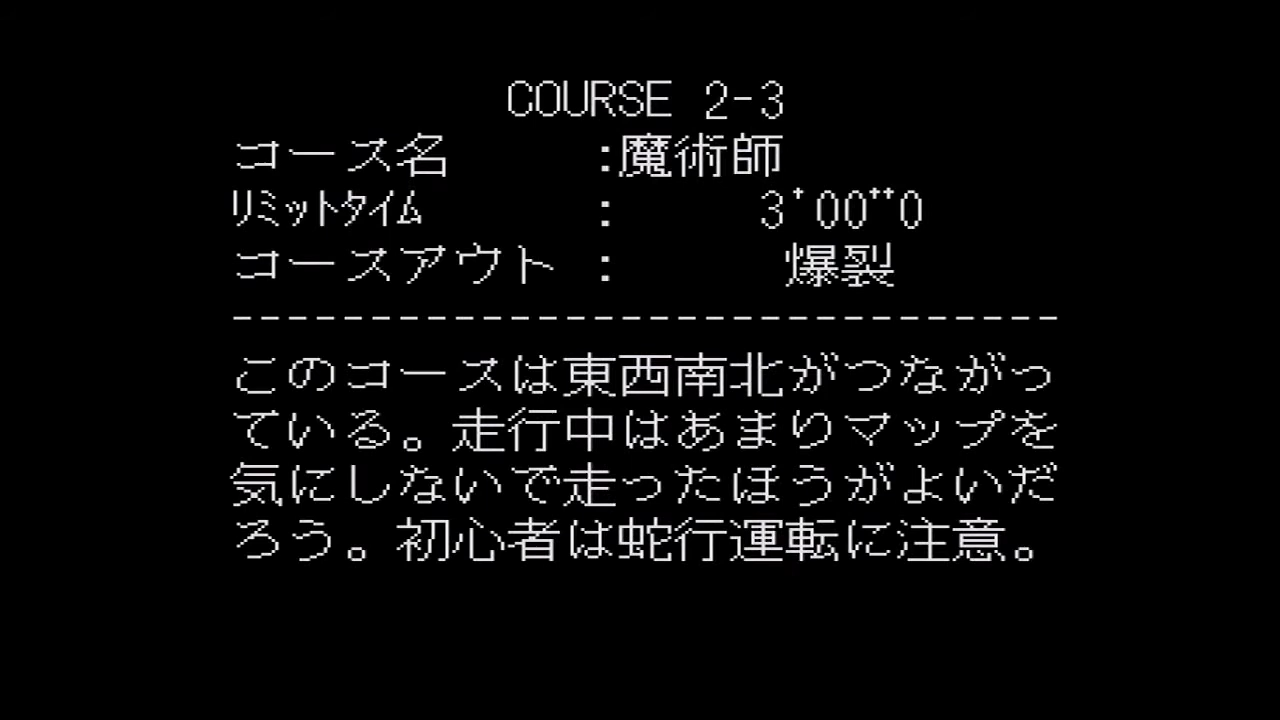 COURSE 2-3
コース名 :魔術師
ﾘﾐｯﾄﾀｲﾑ : 3'00''0
コースアウト : 爆裂
------------------------------
このコースは東西南北がつながっ
ている。走行中はあまりマップを
気にしないで走ったほうがよいだ
ろう。初心者は蛇行運転に注意。